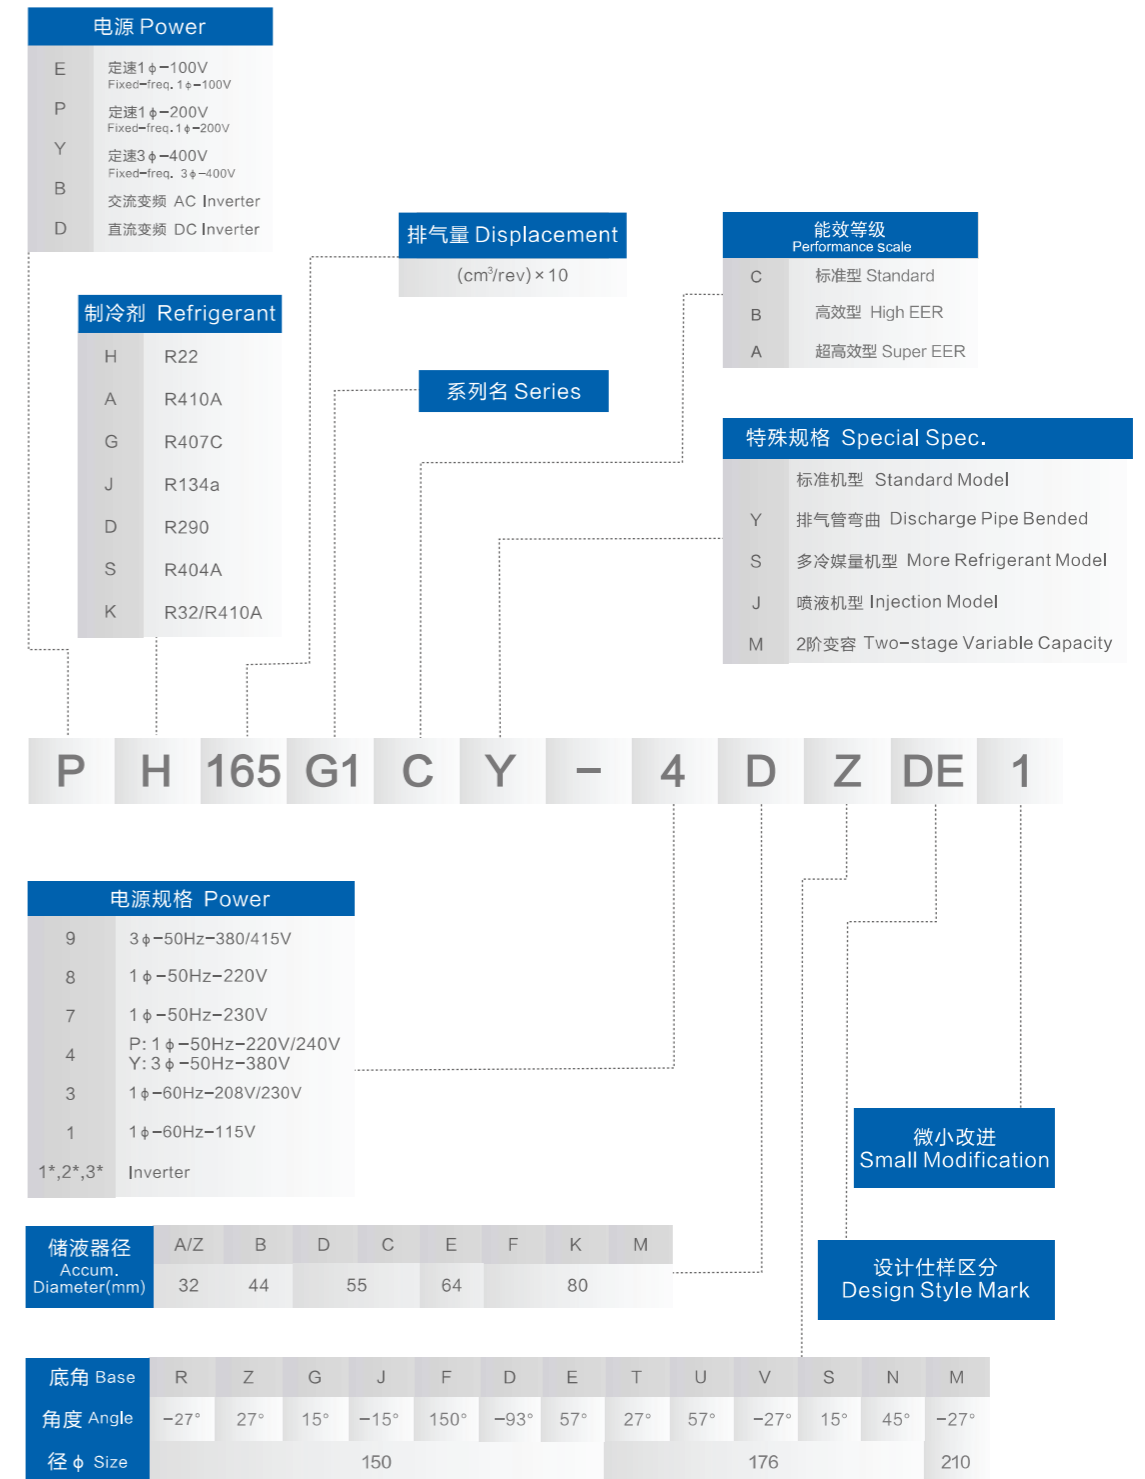 电源 Power
E 定速1ϕ-100V
Fixed-freq. 1ϕ-100V
P 定速1ϕ-200V
Fixed-freq. 1ϕ-200V
Y 定速3ϕ-400V
Fixed-freq. 3ϕ-400V
B 交流变频 AC Inverter
D 直流变频 DC Inverter
排气量 Displacement
(cm³/rev)×10
能效等级
Performance scale
C 标准型 Standard
B 高效型 High EER
A 超高效型 Super EER
制冷剂 Refrigerant
H R22
A R410A
G R407C
J R134a
D R290
S R404A
K R32/R410A
系列名 Series
特殊规格 Special Spec.
标准机型 Standard Model
Y 排气管弯曲 Discharge Pipe Bended
S 多冷媒量机型 More Refrigerant Model
J 喷液机型 Injection Model
M 2阶变容 Two-stage Variable Capacity
P H 165 G1 C Y - 4 D Z DE 1
电源规格 Power
9 3ϕ-50Hz-380/415V
8 1ϕ-50Hz-220V
7 1ϕ-50Hz-230V
4 P: 1ϕ-50Hz-220V/240V
Y: 3ϕ-50Hz-380V
3 1ϕ-60Hz-208V/230V
1 1ϕ-60Hz-115V
1*,2*,3* Inverter
微小改进
Small Modification
设计仕样区分
Design Style Mark
储液器径
Accum.
Diameter(mm)
A/Z B D C E F K M
32 44 55 64 80
底角 Base R Z G J F D E T U V S N M
角度 Angle -27° 27° 15° -15° 150° -93° 57° 27° 57° -27° 15° 45° -27°
径 ϕ Size 150 176 210